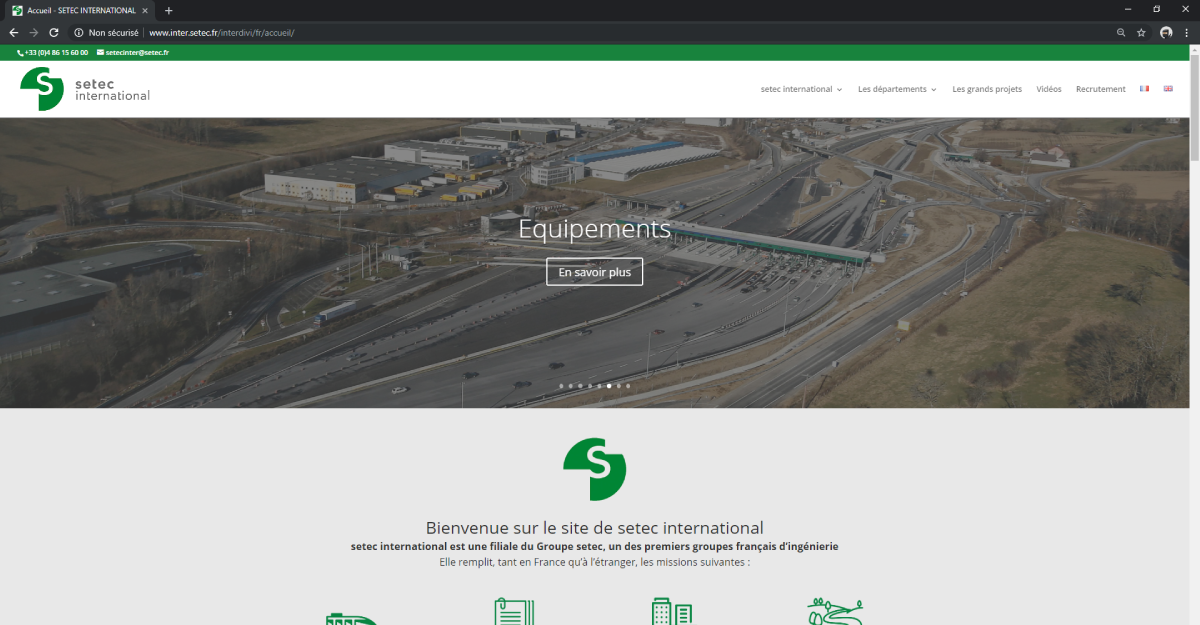 Accueil - SETEC INTERNATIONAL
Non sécurisé
www.inter.setec.fr/interdivi/fr/accueil/
+33 (0)4 86 15 60 00
setecinter@setec.fr
setec
international
setec international
Les départements
Les grands projets
Vidéos
Recrutement
Equipements
En savoir plus
S
Bienvenue sur le site de setec international
setec international est une filiale du Groupe setec, un des premiers groupes français d'ingénierie
Elle remplit, tant en France qu'à l'étranger, les missions suivantes :